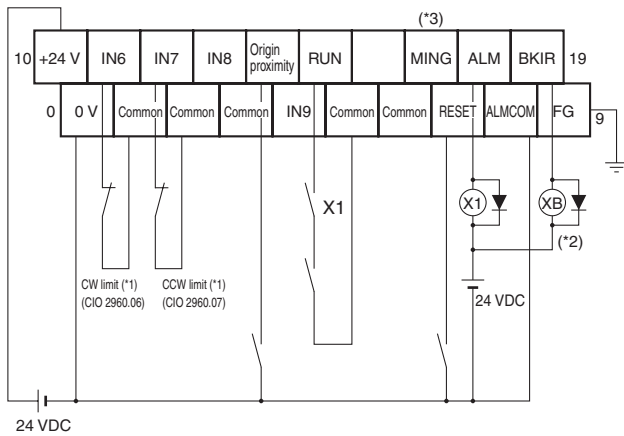 (*3)
10 +24 V IN6 IN7 IN8 Origin proximity RUN MING ALM BKIR 19
0 0 V Common Common Common IN9 Common Common RESET ALMCOM FG 9
X1
X1 XB
(*2)
CW limit (*1) CCW limit (*1)
(CIO 2960.06) (CIO 2960.07)
24 VDC
24 VDC